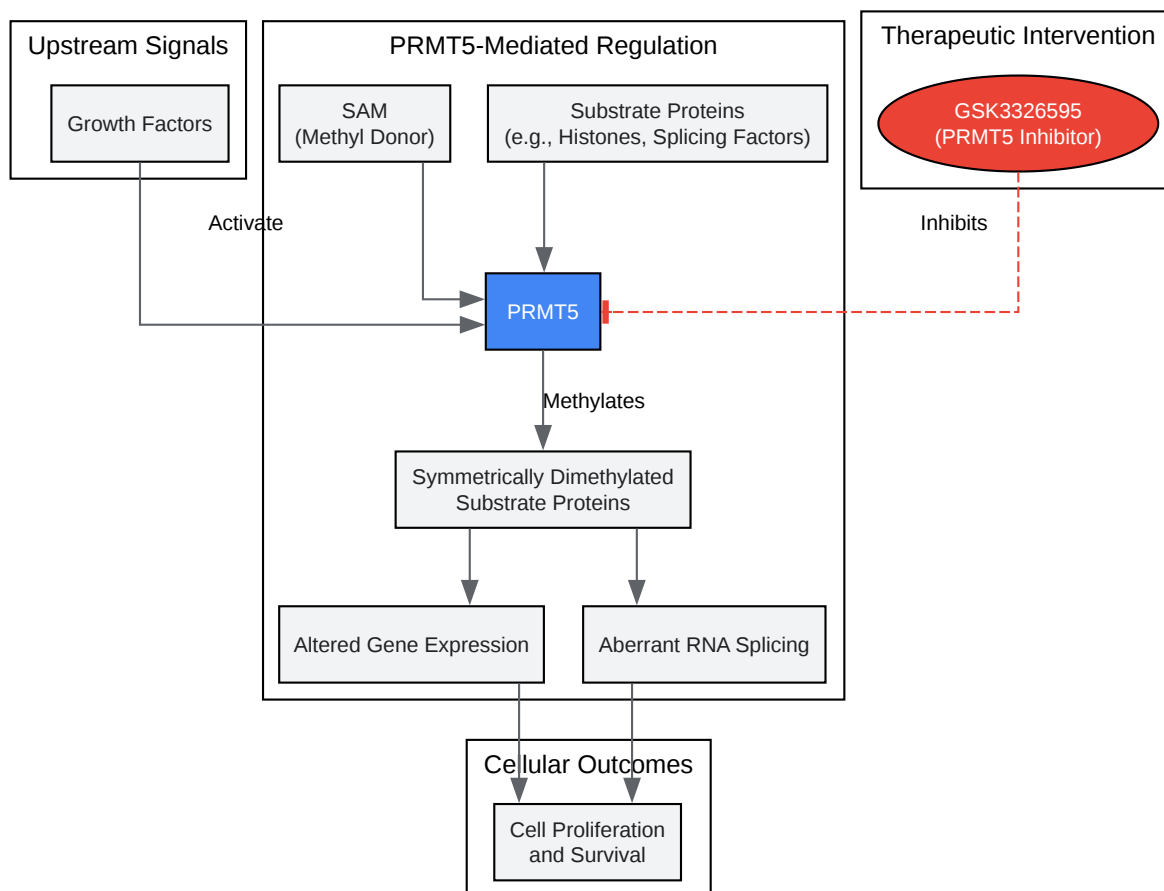 Upstream Signals
Growth Factors
PRMT5-Mediated Regulation
SAM
(Methyl Donor)
Substrate Proteins
(e.g., Histones, Splicing Factors)
Therapeutic Intervention
GSK3326595
(PRMT5 Inhibitor)
Activate
Inhibits
PRMT5
Methylates
Symmetrically Dimethylated
Substrate Proteins
Altered Gene Expression
Aberrant RNA Splicing
Cellular Outcomes
Cell Proliferation
and Survival